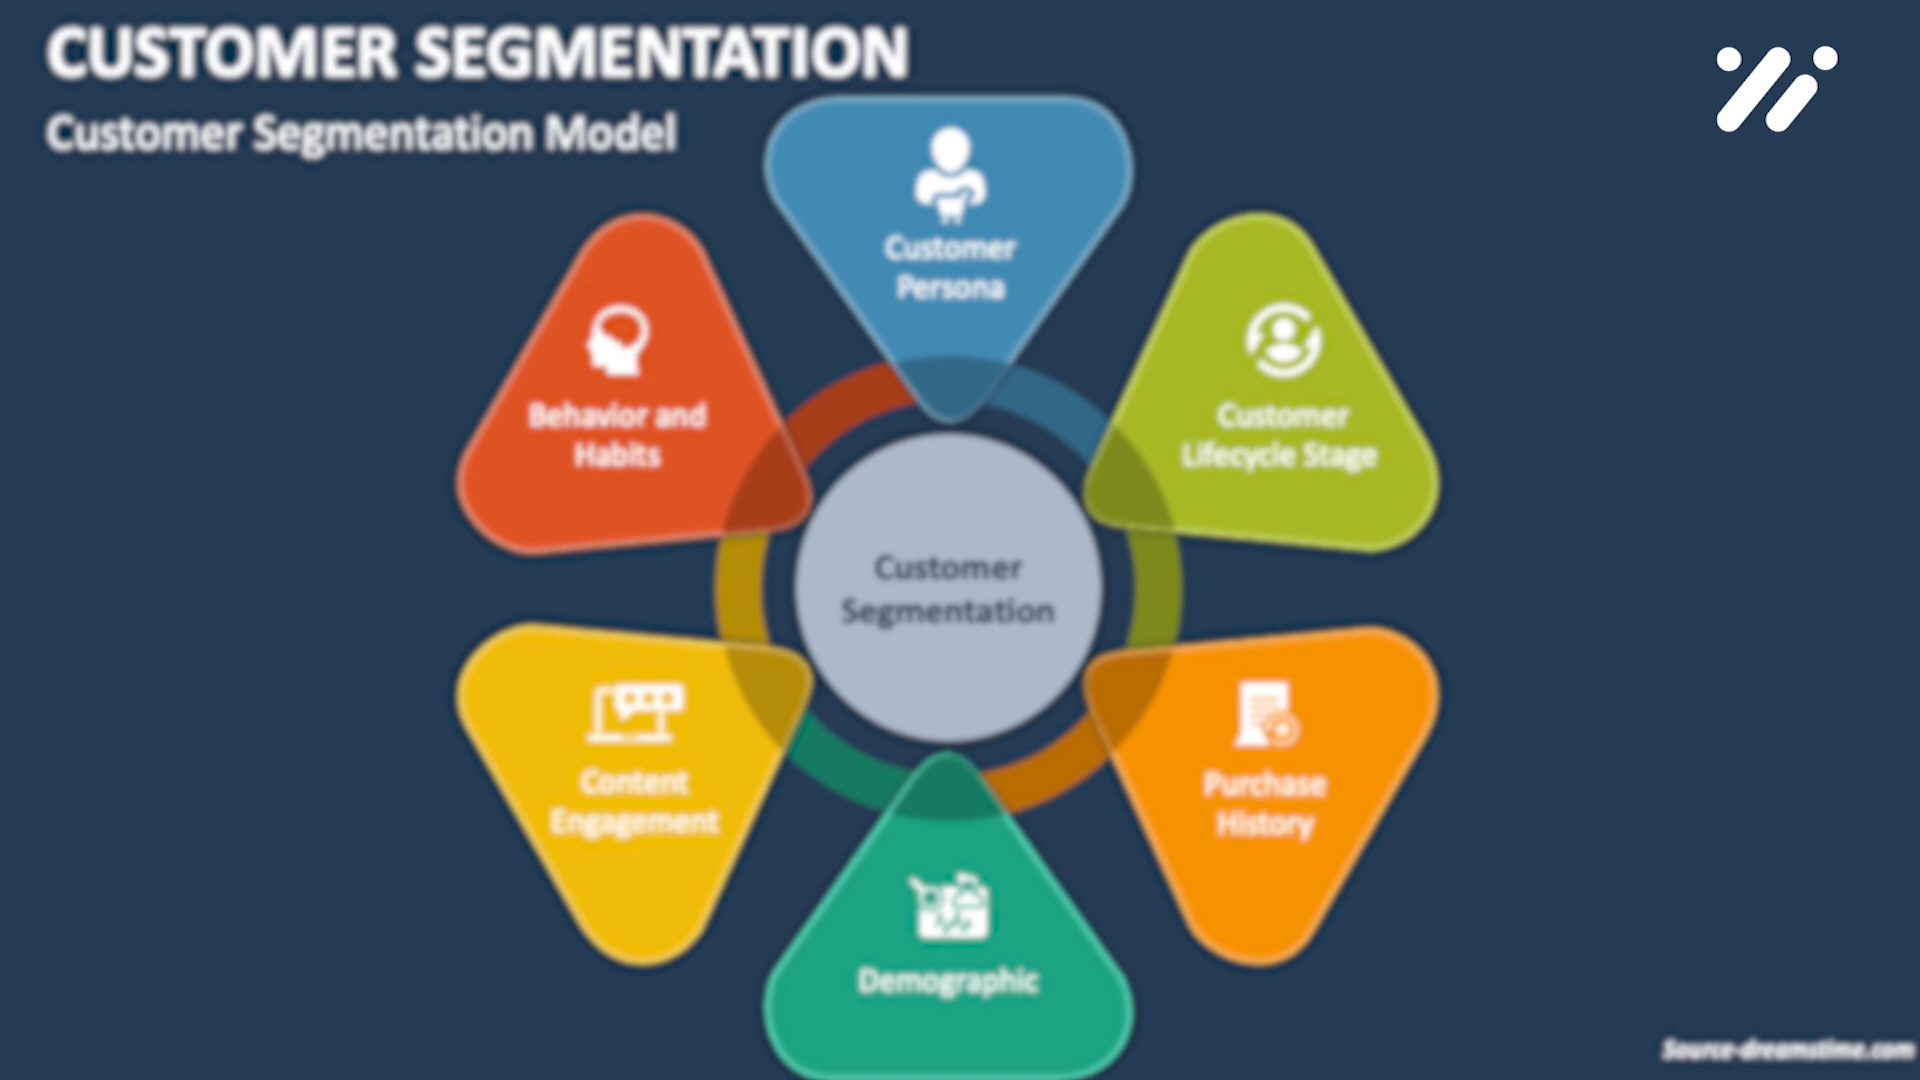 CUSTOMER SEGMENTATION
Customer Segmentation Model
Customer
Persona
Behavior and
Habits
Customer
Lifecycle Stage
Customer
Segmentation
Content
Engagement
Purchase
History
Demographic
Source-dreamstime.com